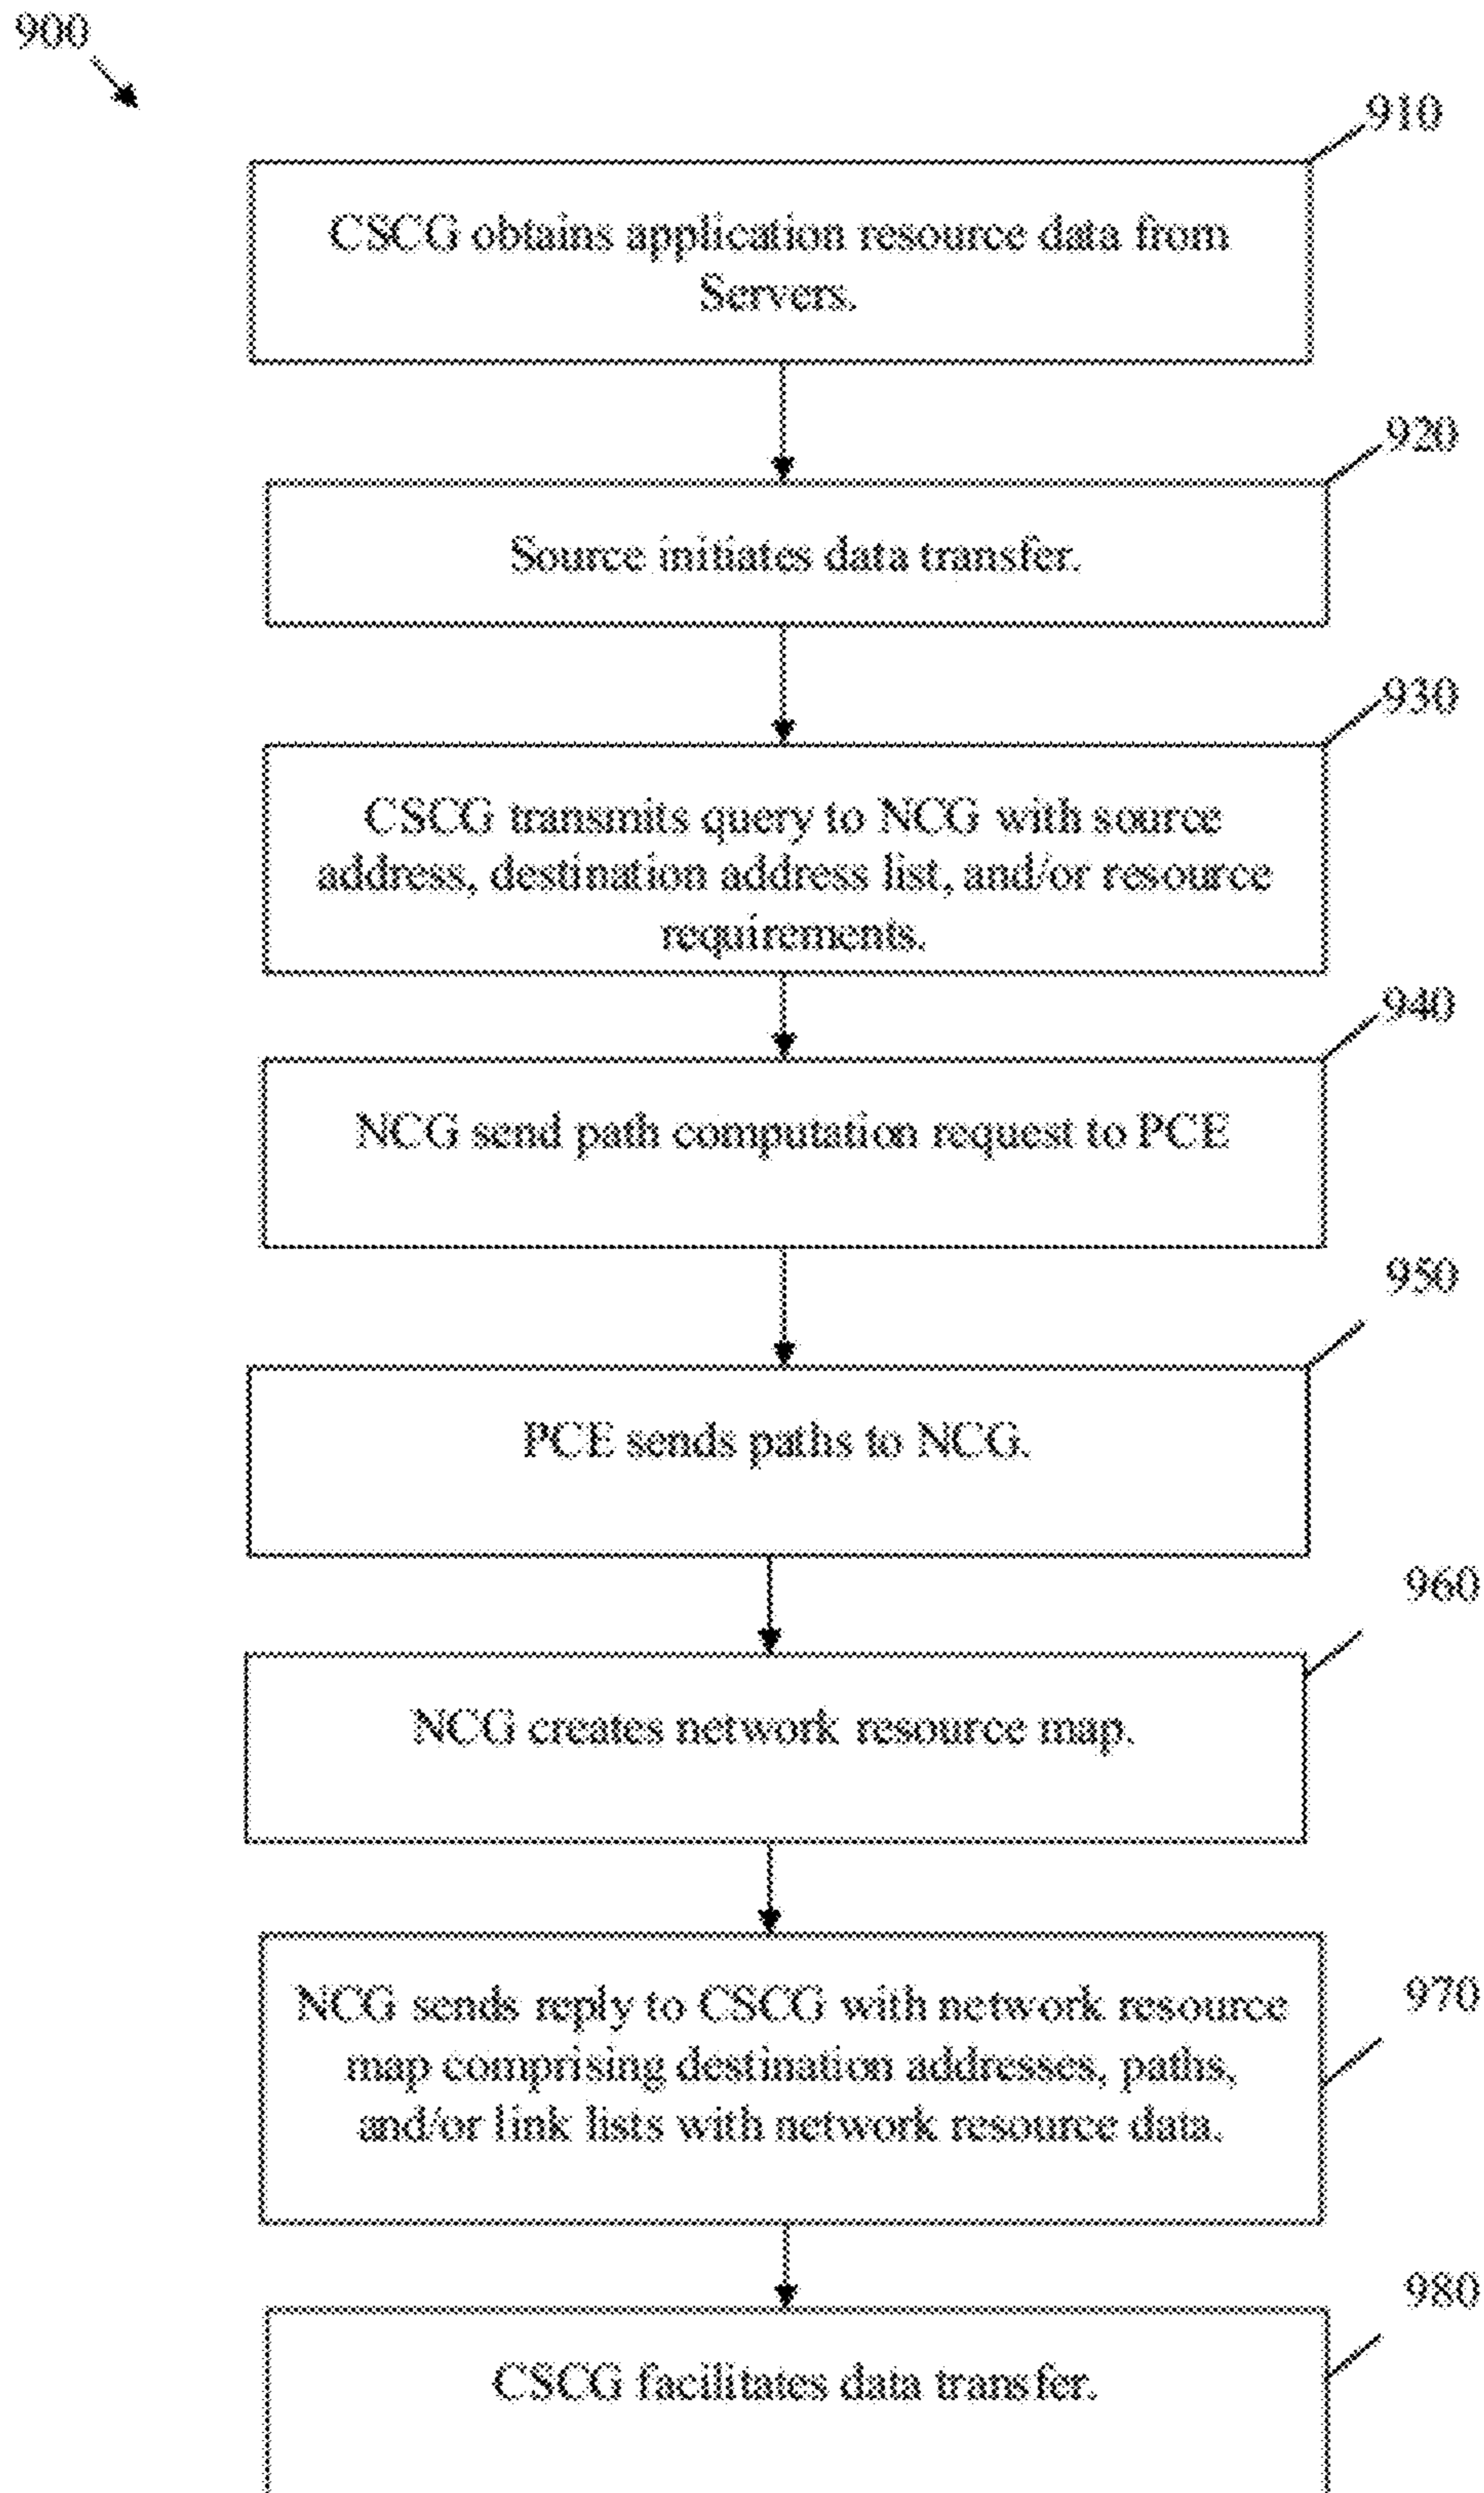 900
910
CSCG obtains application resource data from
Servers.
920
Source initiates data transfer.
930
CSCG transmits query to NCG with source
address, destination address list, and/or resource
requirements.
940
NCG send path computation request to PCE
950
PCE sends paths to NCG.
960
NCG creates network resource map.
970
NCG sends reply to CSCG with network resource
map comprising destination addresses, paths,
and/or link lists with network resource data.
980
CSCG facilitates data transfer.